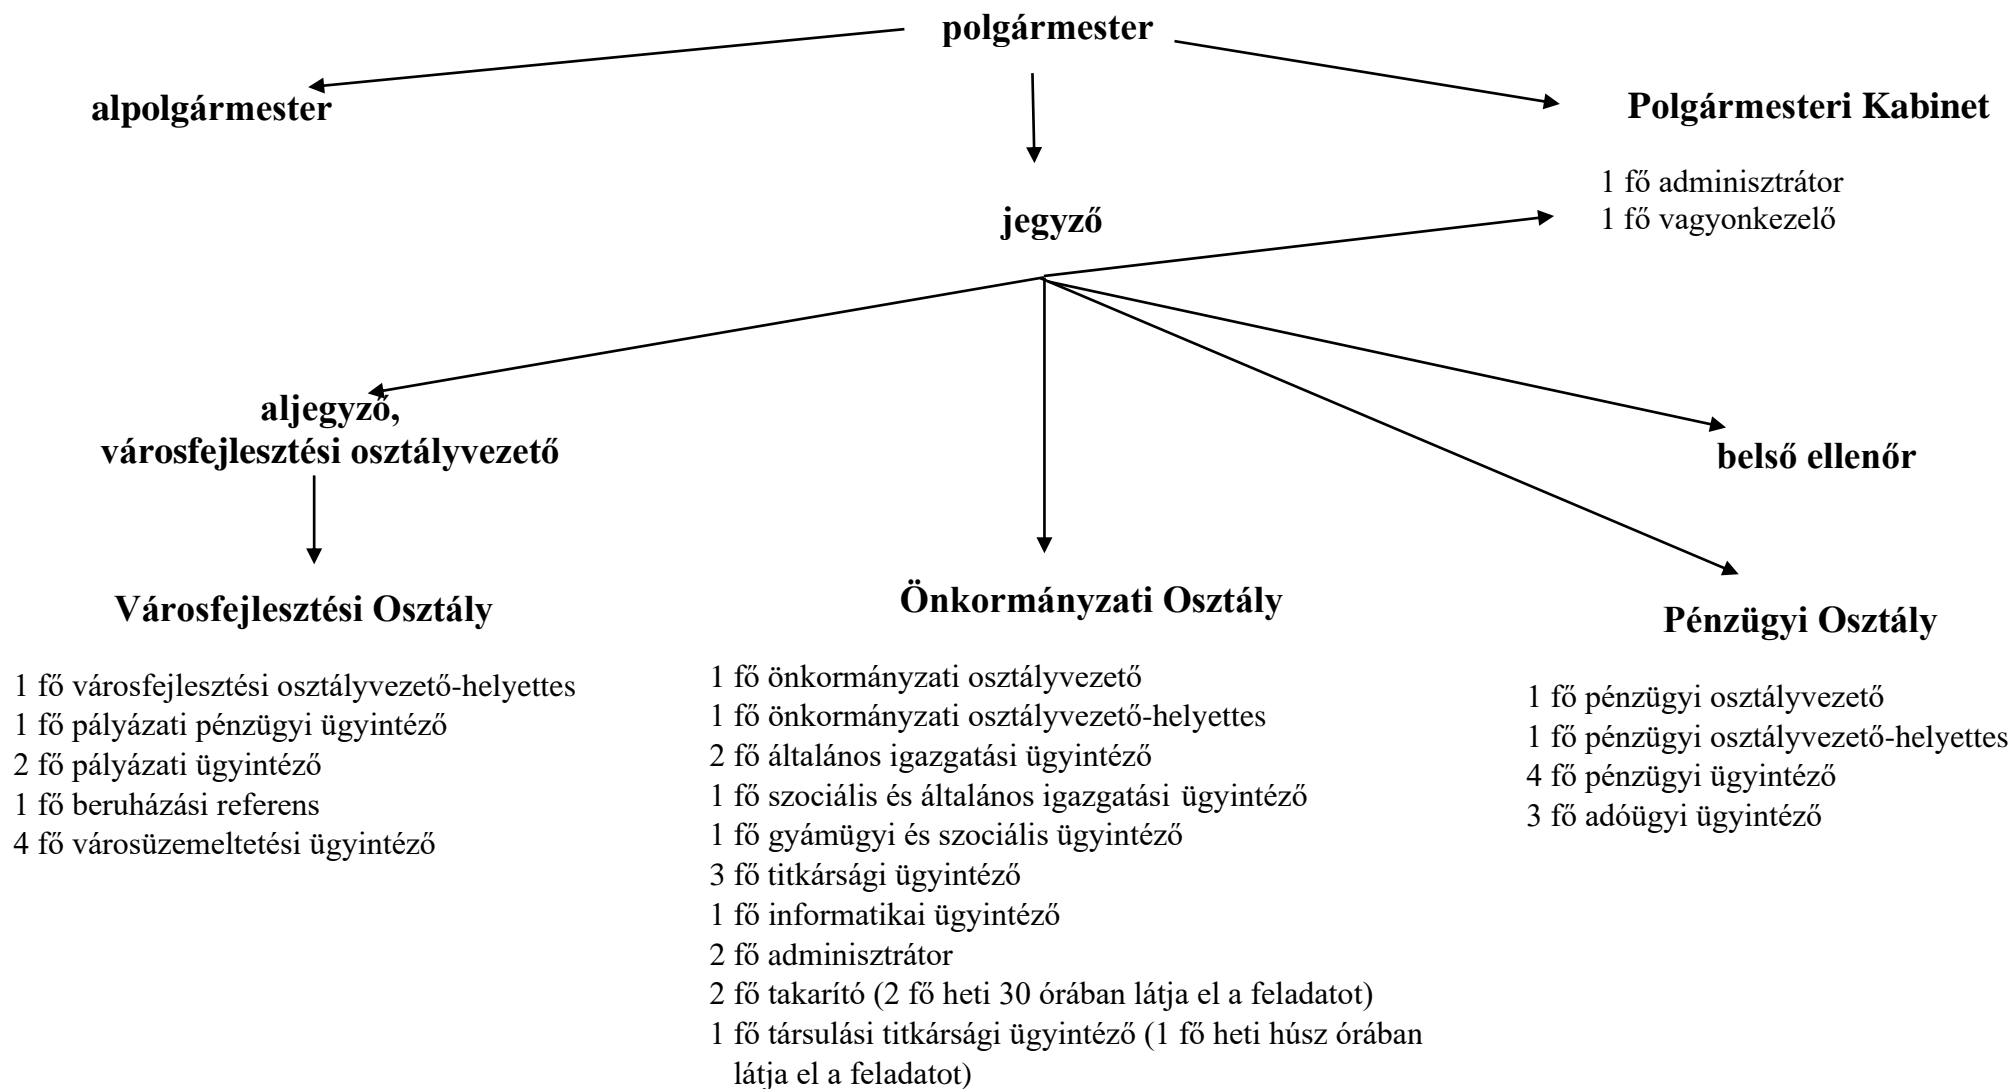 polgármester
alpolgármester
Polgármesteri Kabinet
1 fő adminisztrátor
1 fő vagyonkezelő
jegyző
aljegyző,
városfejlesztési osztályvezető
belső ellenőr
Városfejlesztési Osztály
1 fő városfejlesztési osztályvezető-helyettes
1 fő pályázati pénzügyi ügyintéző
2 fő pályázati ügyintéző
1 fő beruházási referens
4 fő városüzemeltetési ügyintéző
Önkormányzati Osztály
1 fő önkormányzati osztályvezető
1 fő önkormányzati osztályvezető-helyettes
2 fő általános igazgatási ügyintéző
1 fő szociális és általános igazgatási ügyintéző
1 fő gyámügyi és szociális ügyintéző
3 fő titkársági ügyintéző
1 fő informatikai ügyintéző
2 fő adminisztrátor
2 fő takarító (2 fő heti 30 órában látja el a feladatot)
1 fő társulási titkársági ügyintéző (1 fő heti húsz órában
látja el a feladatot)
Pénzügyi Osztály
1 fő pénzügyi osztályvezető
1 fő pénzügyi osztályvezető-helyettes
4 fő pénzügyi ügyintéző
3 fő adóügyi ügyintéző